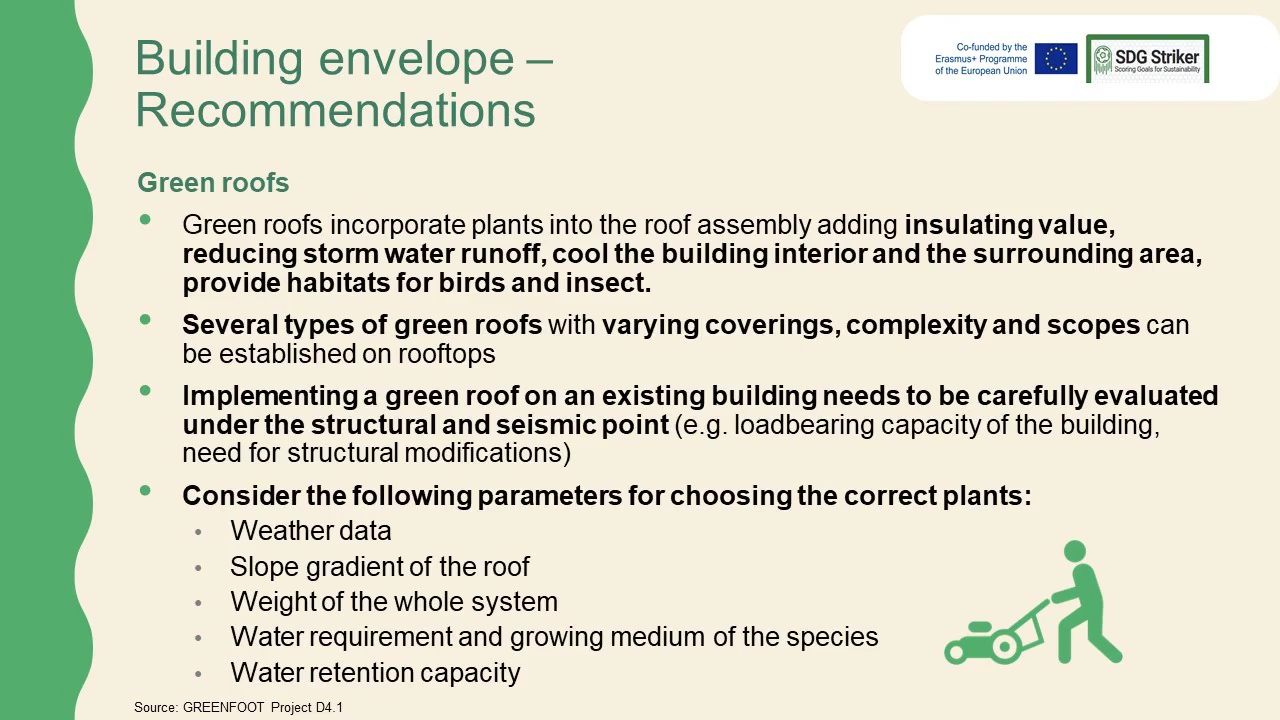 Building envelope –
Recommendations
Co-funded by the
Erasmus+ Programme
of the European Union
SDG Striker
Scoring Goals for Sustainability
Green roofs
• Green roofs incorporate plants into the roof assembly adding insulating value,
reducing storm water runoff, cool the building interior and the surrounding area,
provide habitats for birds and insect.
• Several types of green roofs with varying coverings, complexity and scopes can
be established on rooftops
• Implementing a green roof on an existing building needs to be carefully evaluated
under the structural and seismic point (e.g. loadbearing capacity of the building,
need for structural modifications)
• Consider the following parameters for choosing the correct plants:
• Weather data
• Slope gradient of the roof
• Weight of the whole system
• Water requirement and growing medium of the species
• Water retention capacity
Source: GREENFOOT Project D4.1